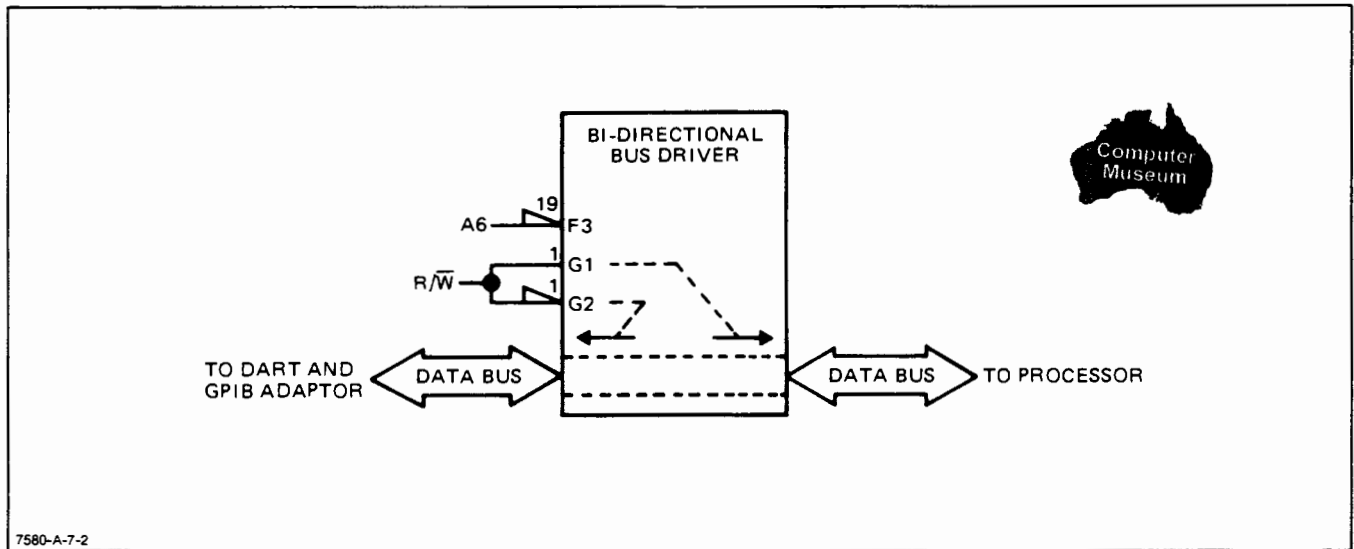 BI-DIRECTIONAL
BUS DRIVER
Computer
Museum
19
A6
F3
1
G1
R/W̅
1
G2
TO DART AND
GPIB ADAPTOR
DATA BUS
DATA BUS
TO PROCESSOR
7580-A-7-2